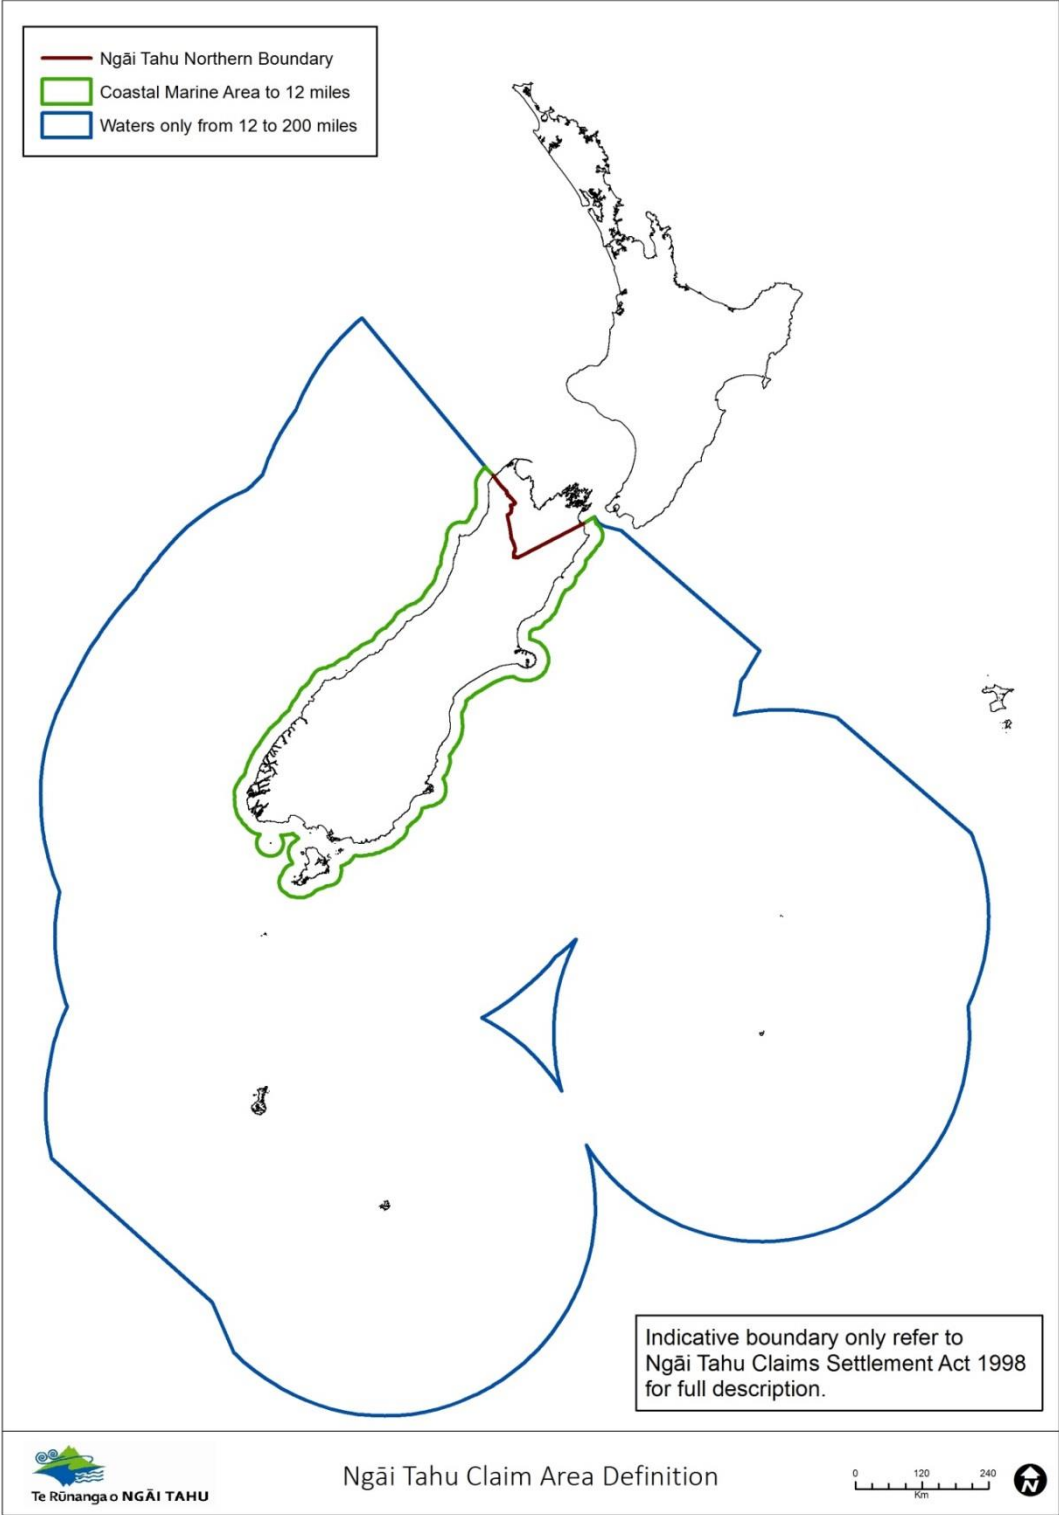 Ngāi Tahu Northern Boundary
Coastal Marine Area to 12 miles
Waters only from 12 to 200 miles
Indicative boundary only refer to
Ngāi Tahu Claims Settlement Act 1998
for full description.
Te Rūnanga o NGĀI TAHU
Ngāi Tahu Claim Area Definition
0 120 240
Km
N